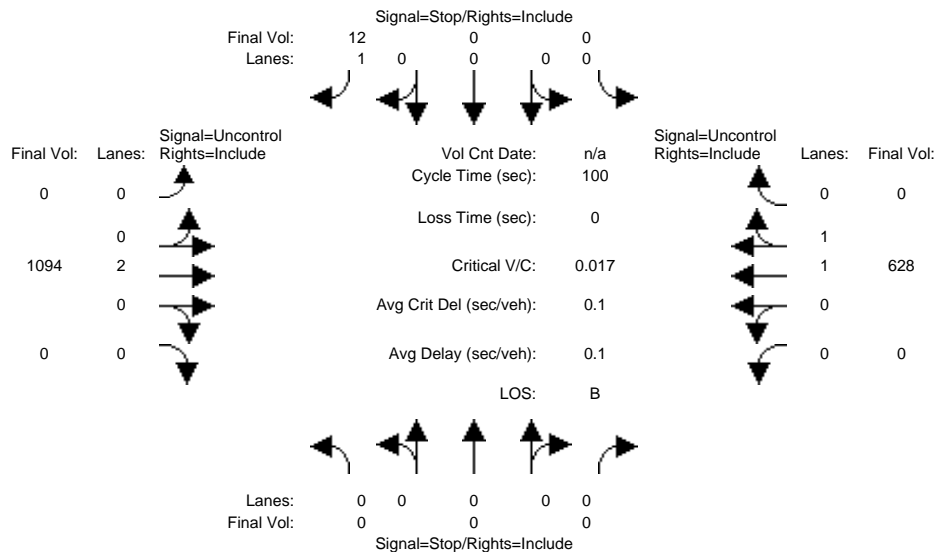 Signal=Stop/Rights=Include
Final Vol: 12 0 0
Lanes: 1 0 0 0 0
Signal=Uncontrol
Final Vol: Lanes: Rights=Include
Vol Cnt Date: n/a
Signal=Uncontrol
Rights=Include Lanes: Final Vol:
Cycle Time (sec): 100
0 0 0 0
Loss Time (sec): 0
0 1
1094 2 Critical V/C: 0.017 1 628
0 Avg Crit Del (sec/veh): 0.1 0
0 0 Avg Delay (sec/veh): 0.1 0 0
LOS: B
Lanes: 0 0 0 0 0
Final Vol: 0 0 0
Signal=Stop/Rights=Include